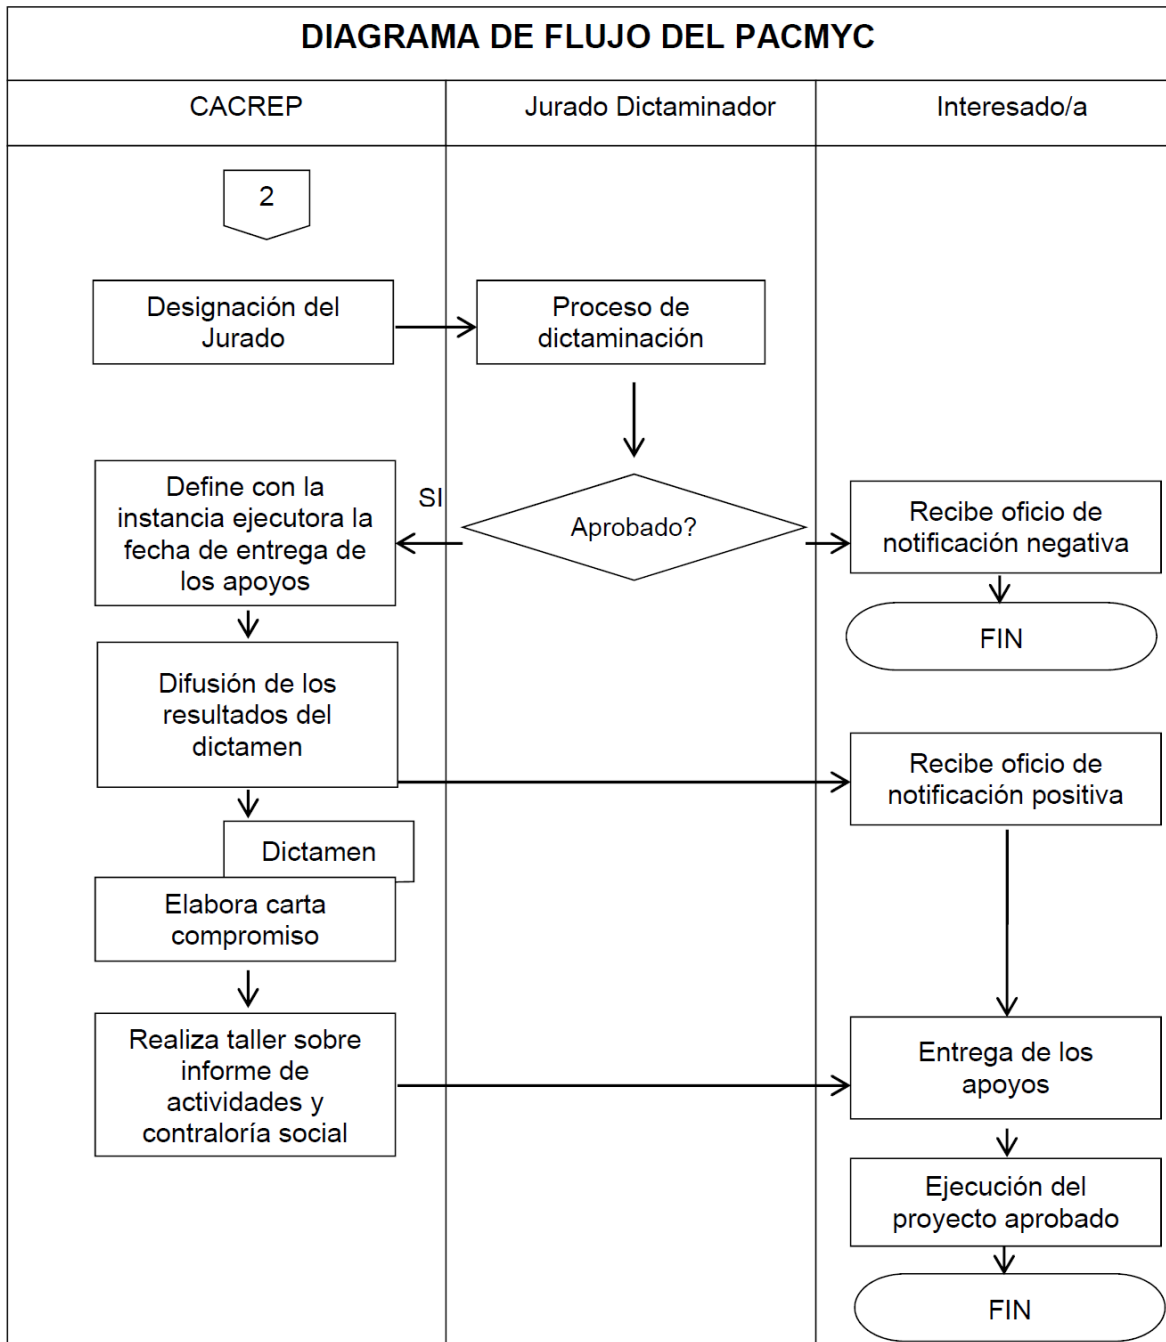 DIAGRAMA DE FLUJO DEL PACMYC
CACREP
Jurado Dictaminador
Interesado/a
2
Designación del
Jurado
Proceso de
dictaminación
Define con la
instancia ejecutora la
fecha de entrega de
los apoyos
SI
Aprobado?
Recibe oficio de
notificación negativa
FIN
Difusión de los
resultados del
dictamen
Recibe oficio de
notificación positiva
Dictamen
Elabora carta
compromiso
Realiza taller sobre
informe de
actividades y
contraloría social
Entrega de los
apoyos
Ejecución del
proyecto aprobado
FIN